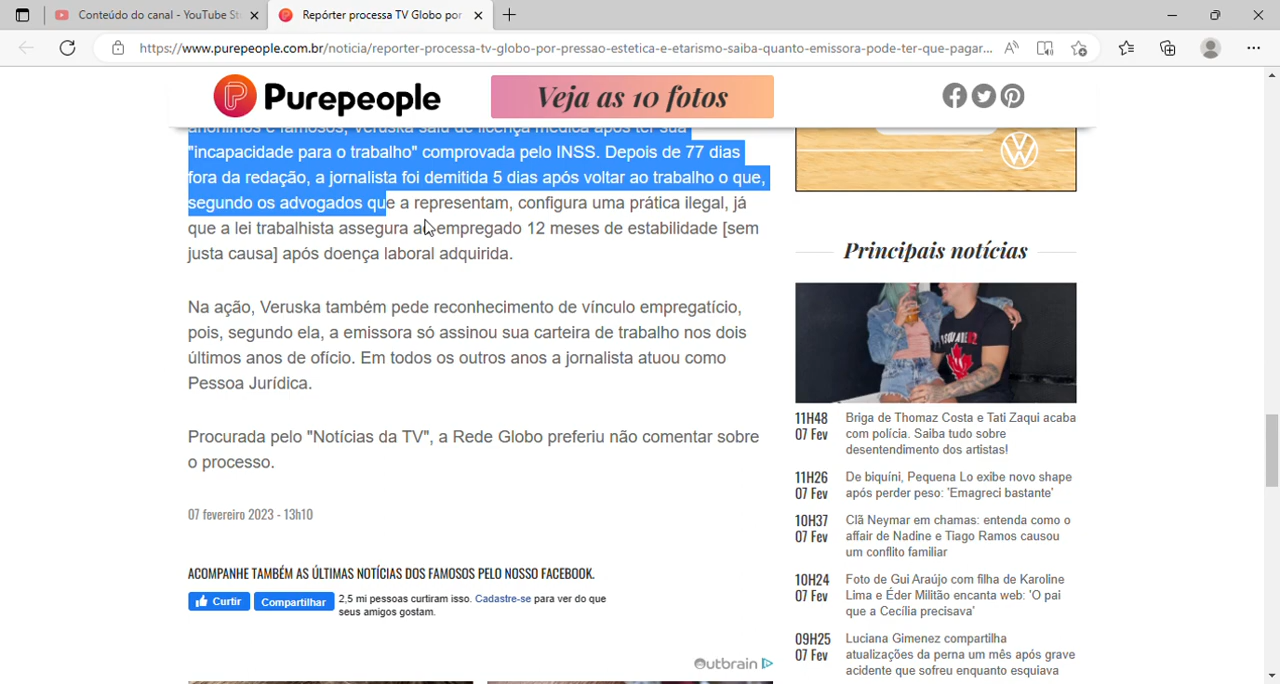 Conteúdo do canal - YouTube St
Repórter processa TV Globo por
https://www.purepeople.com.br/noticia/reporter-processa-tv-globo-por-pressao-estetica-e-etarismo-saiba-quanto-emissora-pode-ter-que-pagar...
Purepeople
Veja as 10 fotos
anônimos e famosos, Veruska saiu de licença médica após ter sua
"incapacidade para o trabalho" comprovada pelo INSS. Depois de 77 dias
fora da redação, a jornalista foi demitida 5 dias após voltar ao trabalho o que,
segundo os advogados que a representam, configura uma prática ilegal, já
que a lei trabalhista assegura ao empregado 12 meses de estabilidade [sem
justa causa] após doença laboral adquirida.
Na ação, Veruska também pede reconhecimento de vínculo empregatício,
pois, segundo ela, a emissora só assinou sua carteira de trabalho nos dois
últimos anos de ofício. Em todos os outros anos a jornalista atuou como
Pessoa Jurídica.
Procurada pelo "Notícias da TV", a Rede Globo preferiu não comentar sobre
o processo.
07 fevereiro 2023 - 13h10
ACOMPANHE TAMBÉM AS ÚLTIMAS NOTÍCIAS DOS FAMOSOS PELO NOSSO FACEBOOK.
Curtir
Compartilhar
2,5 mi pessoas curtiram isso. Cadastre-se para ver do que
seus amigos gostam.
Outbrain
Principais notícias
11H48 Briga de Thomaz Costa e Tati Zaqui acaba
07 Fev com polícia. Saiba tudo sobre
desentendimento dos artistas!
11H26 De biquíni, Pequena Lo exibe novo shape
07 Fev após perder peso: 'Emagreci bastante'
10H37 Clã Neymar em chamas: entenda como o
07 Fev affair de Nadine e Tiago Ramos causou
um conflito familiar
10H24 Foto de Gui Araújo com filha de Karoline
07 Fev Lima e Éder Militão encanta web: 'O pai
que a Cecília precisava'
09H25 Luciana Gimenez compartilha
07 Fev atualizações da perna um mês após grave
acidente que sofreu enquanto esquiava